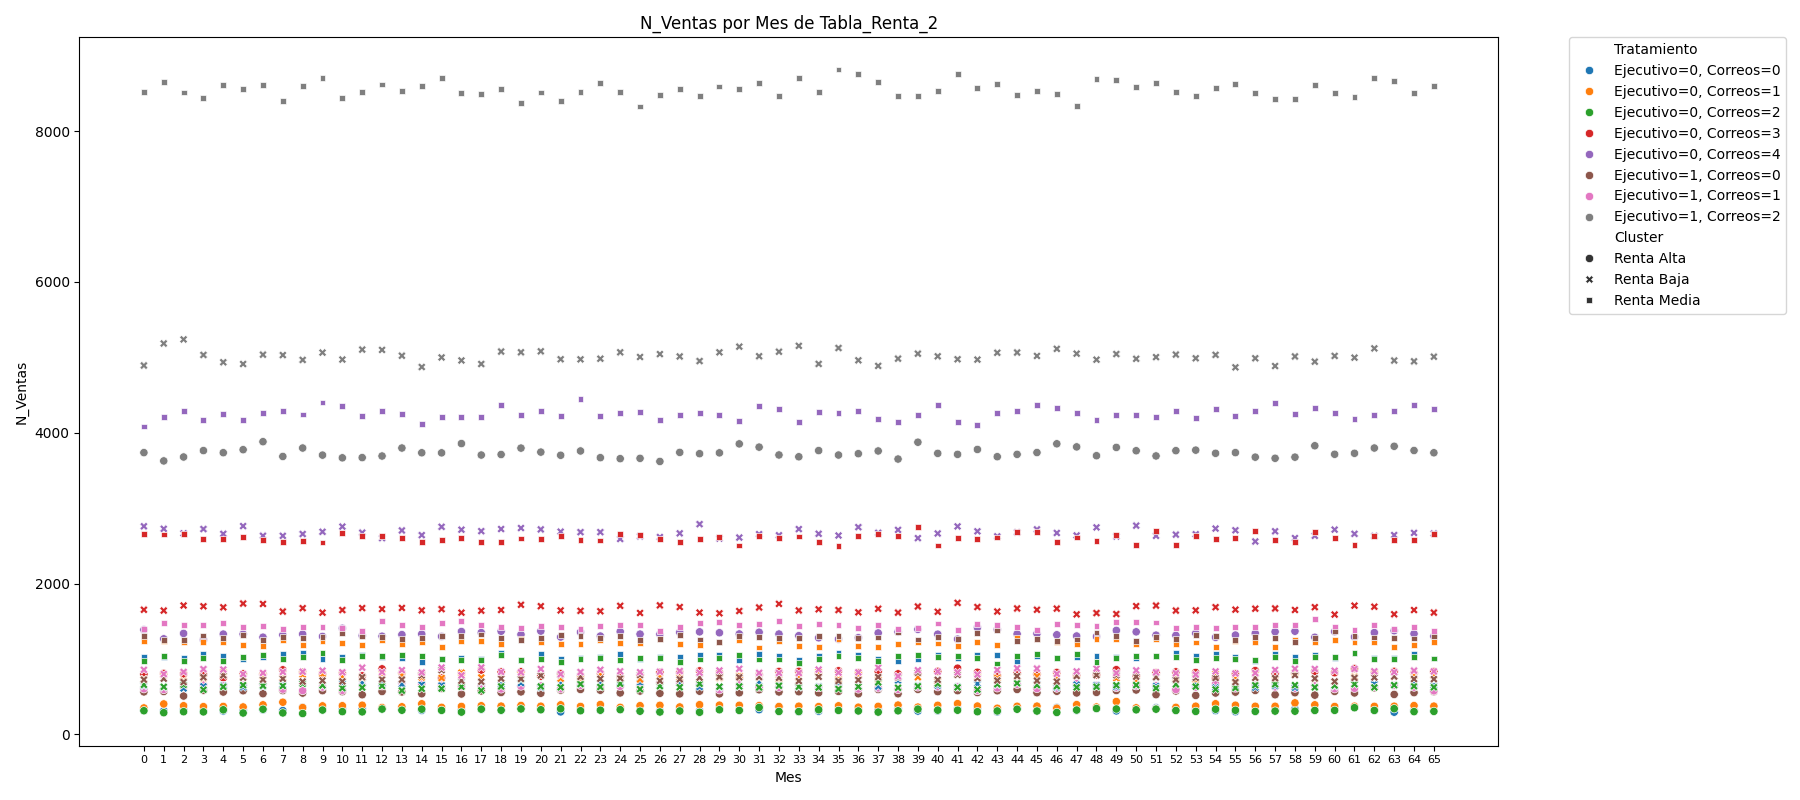 N_Ventas por Mes de Tabla_Renta_2
N_Ventas
8000
6000
4000
2000
0
0 1 2 3 4 5 6 7 8 9 10 11 12 13 14 15 16 17 18 19 20 21 22 23 24 25 26 27 28 29 30 31 32 33 34 35 36 37 38 39 40 41 42 43 44 45 46 47 48 49 50 51 52 53 54 55 56 57 58 59 60 61 62 63 64 65
Mes
Tratamiento
Ejecutivo=0, Correos=0
Ejecutivo=0, Correos=1
Ejecutivo=0, Correos=2
Ejecutivo=0, Correos=3
Ejecutivo=0, Correos=4
Ejecutivo=1, Correos=0
Ejecutivo=1, Correos=1
Ejecutivo=1, Correos=2
Cluster
Renta Alta
Renta Baja
Renta Media